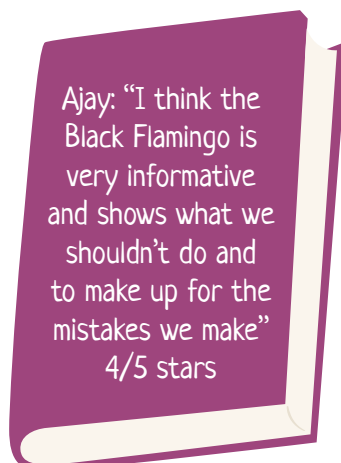 Ajay: “I think the
Black Flamingo is
very informative
and shows what we
shouldn’t do and
to make up for the
mistakes we make”
4/5 stars